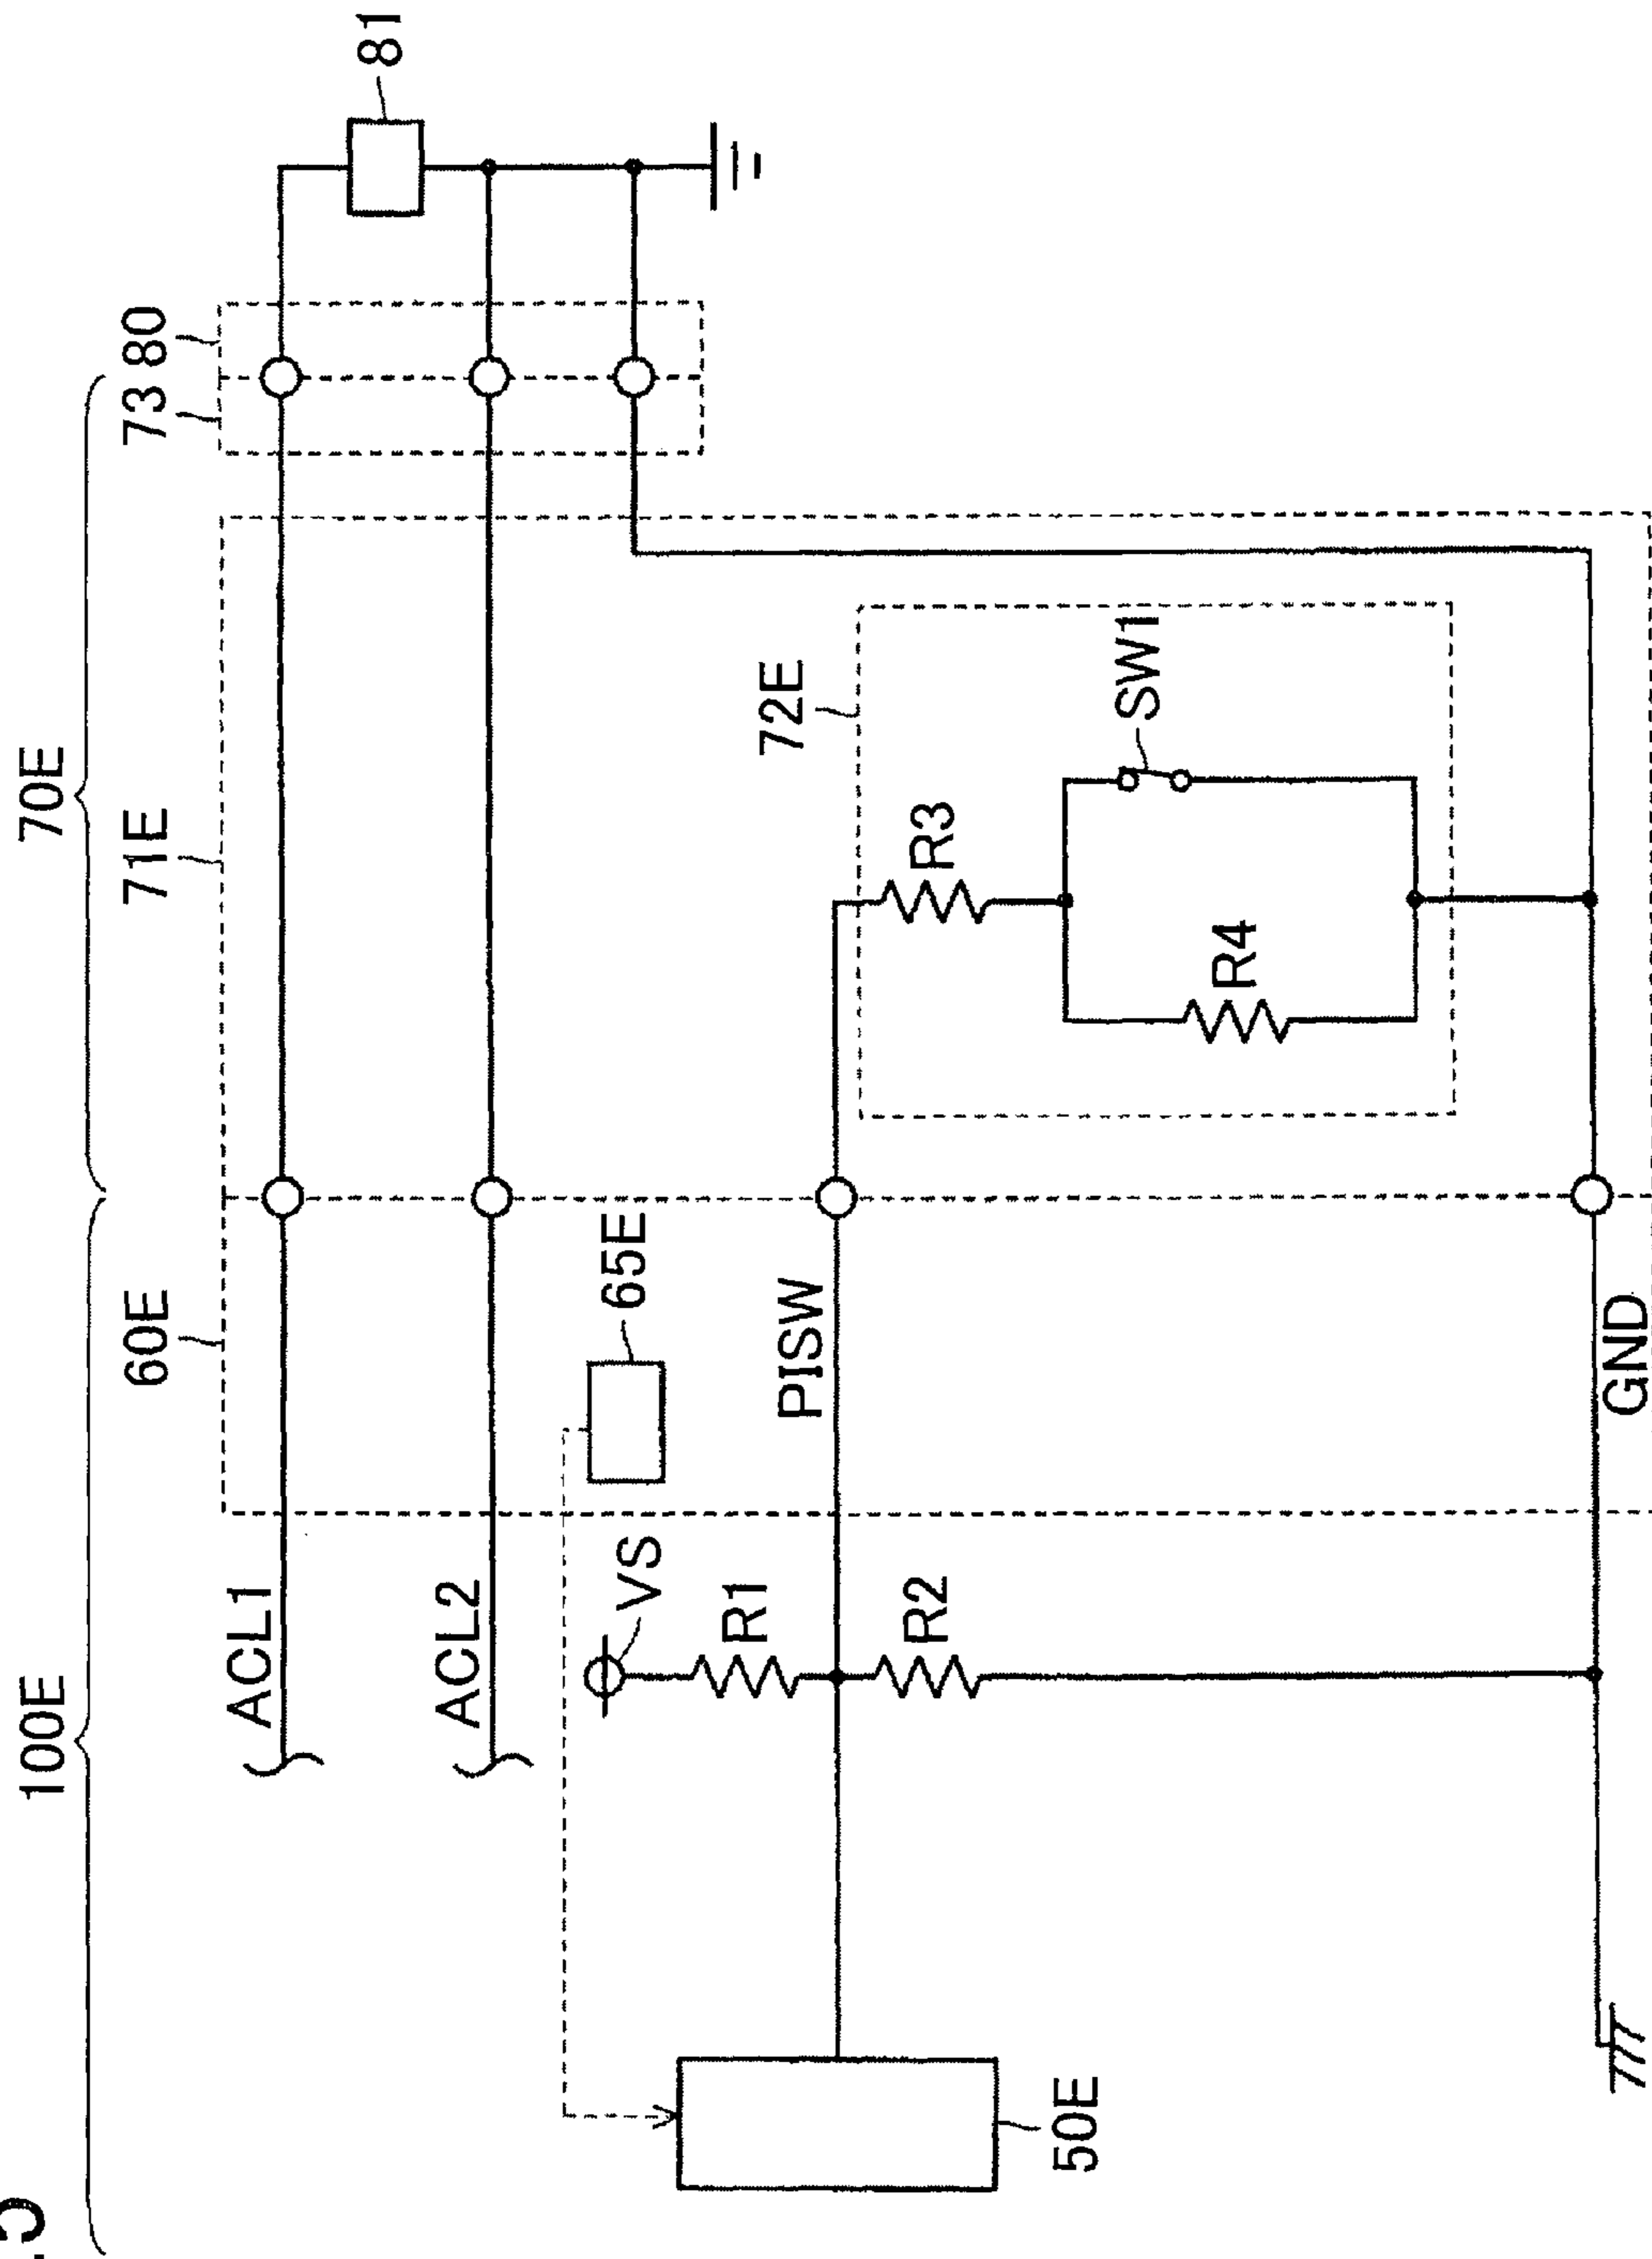 100E
70E
60E
71E
73
80
81
ACL1
ACL2
VS
65E
R1
PISW
R2
72E
R3
R4
SW1
50E
GND